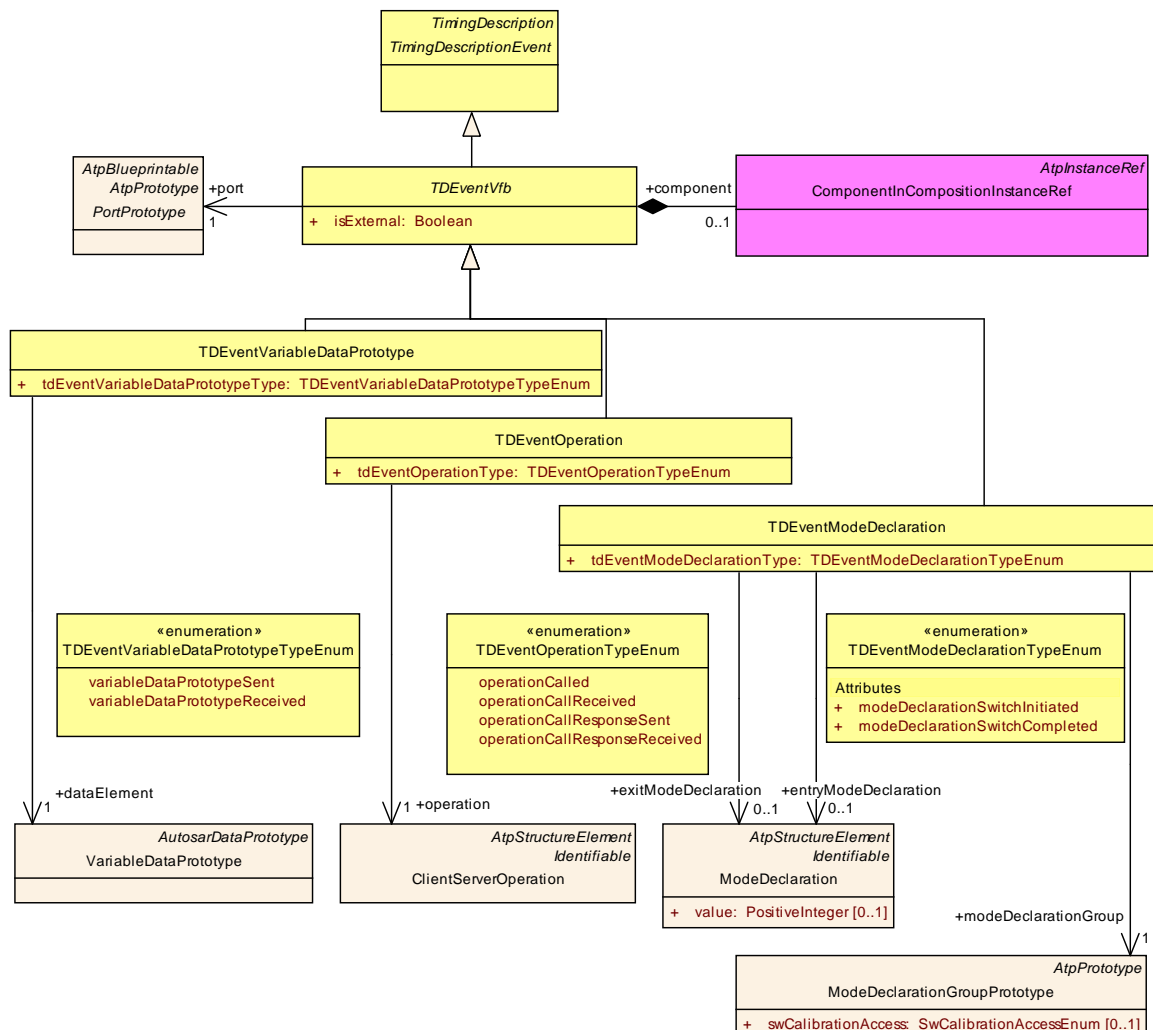 TimingDescription
TimingDescriptionEvent
AtpBlueprintable
AtpPrototype
PortPrototype
+port
1
TDEventVfb
+ isExternal: Boolean
+component
0..1
AtpInstanceRef
ComponentInCompositionInstanceRef
TDEventVariableDataPrototype
+ tdEventVariableDataPrototypeType: TDEventVariableDataPrototypeTypeEnum
TDEventOperation
+ tdEventOperationType: TDEventOperationTypeEnum
TDEventModeDeclaration
+ tdEventModeDeclarationType: TDEventModeDeclarationTypeEnum
«enumeration»
TDEventVariableDataPrototypeTypeEnum
variableDataPrototypeSent
variableDataPrototypeReceived
«enumeration»
TDEventOperationTypeEnum
operationCalled
operationCallReceived
operationCallResponseSent
operationCallResponseReceived
«enumeration»
TDEventModeDeclarationTypeEnum
Attributes
+ modeDeclarationSwitchInitiated
+ modeDeclarationSwitchCompleted
+dataElement
1
+operation
1
+exitModeDeclaration
0..1
+entryModeDeclaration
0..1
AutosarDataPrototype
VariableDataPrototype
AtpStructureElement
Identifiable
ClientServerOperation
AtpStructureElement
Identifiable
ModeDeclaration
+ value: PositiveInteger [0..1]
+modeDeclarationGroup
1
AtpPrototype
ModeDeclarationGroupPrototype
+ swCalibrationAccess: SwCalibrationAccessEnum [0..1]